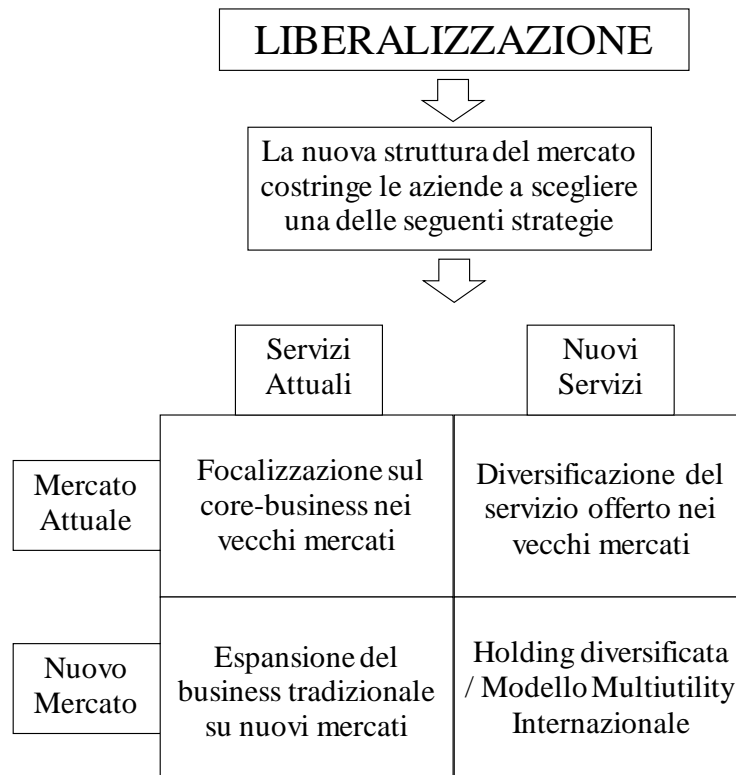 LIBERALIZZAZIONE
La nuova struttura del mercato
costringe le aziende a scegliere
una delle seguenti strategie
Servizi
Attuali
Nuovi
Servizi
Mercato
Attuale
Focalizzazione sul
core-business nei
vecchi mercati
Diversificazione del
servizio offerto nei
vecchi mercati
Nuovo
Mercato
Espansione del
business tradizionale
su nuovi mercati
Holding diversificata
/ Modello Multiutility
Internazionale